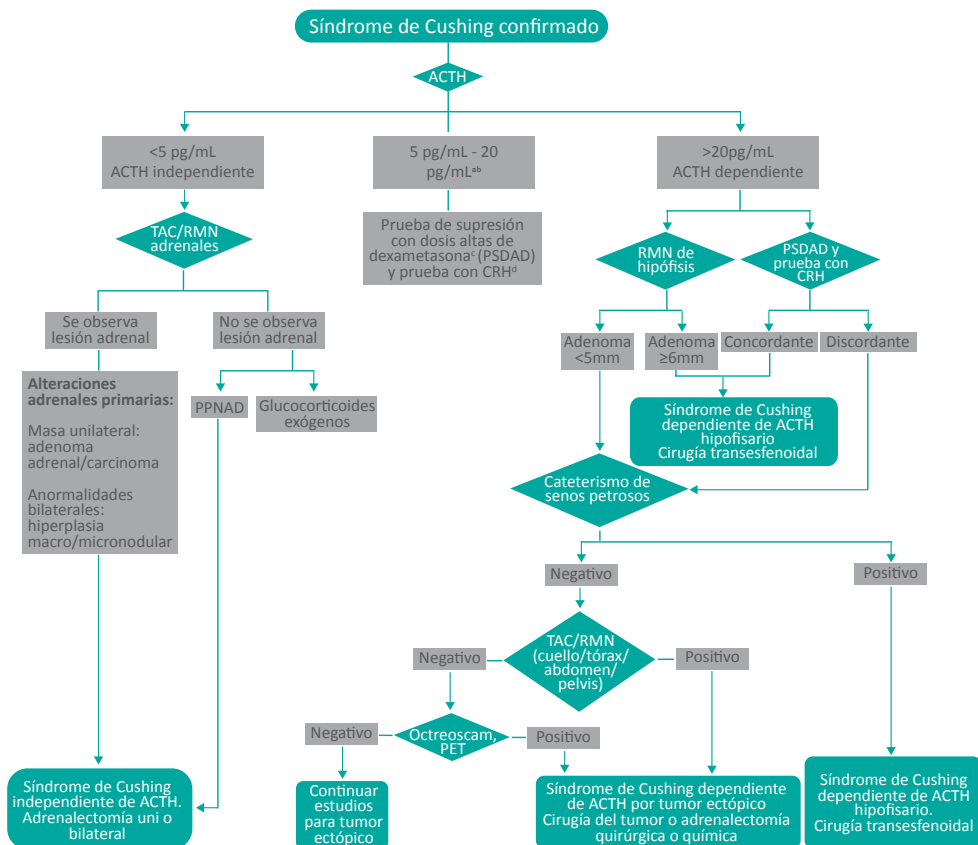 Síndrome de Cushing confirmado
ACTH
<5 pg/mL
ACTH independiente
5 pg/mL - 20
pg/mLᵃᵇ
>20pg/mL
ACTH dependiente
TAC/RMN
adrenales
Prueba de supresión
con dosis altas de
dexametasonaᶜ (PSDAD)
y prueba con CRHᵈ
RMN de
hipófisis
PSDAD y
prueba con
CRH
Se observa
lesión adrenal
No se observa
lesión adrenal
Adenoma
<5mm
Adenoma
≥6mm
Concordante
Discordante
Alteraciones
adrenales primarias:
Masa unilateral:
adenoma
adrenal/carcinoma
Anormalidades
bilaterales:
hiperplasia
macro/micronodular
PPNAD
Glucocorticoides
exógenos
Síndrome de Cushing
dependiente de ACTH
hipofisario
Cirugía transesfenoidal
Cateterismo de
senos petrosos
Negativo
Positivo
TAC/RMN
(cuello/tórax/
abdomen/
pelvis)
Negativo
Positivo
Octreoscam,
PET
Negativo
Positivo
Síndrome de Cushing
independiente de ACTH.
Adrenalectomía uni o
bilateral
Continuar
estudios
para tumor
ectópico
Síndrome de Cushing dependiente
de ACTH por tumor ectópico
Cirugía del tumor o adrenalectomía
quirúrgica o química
Síndrome de Cushing
dependiente de ACTH
hipofisario.
Cirugía transesfenoidal